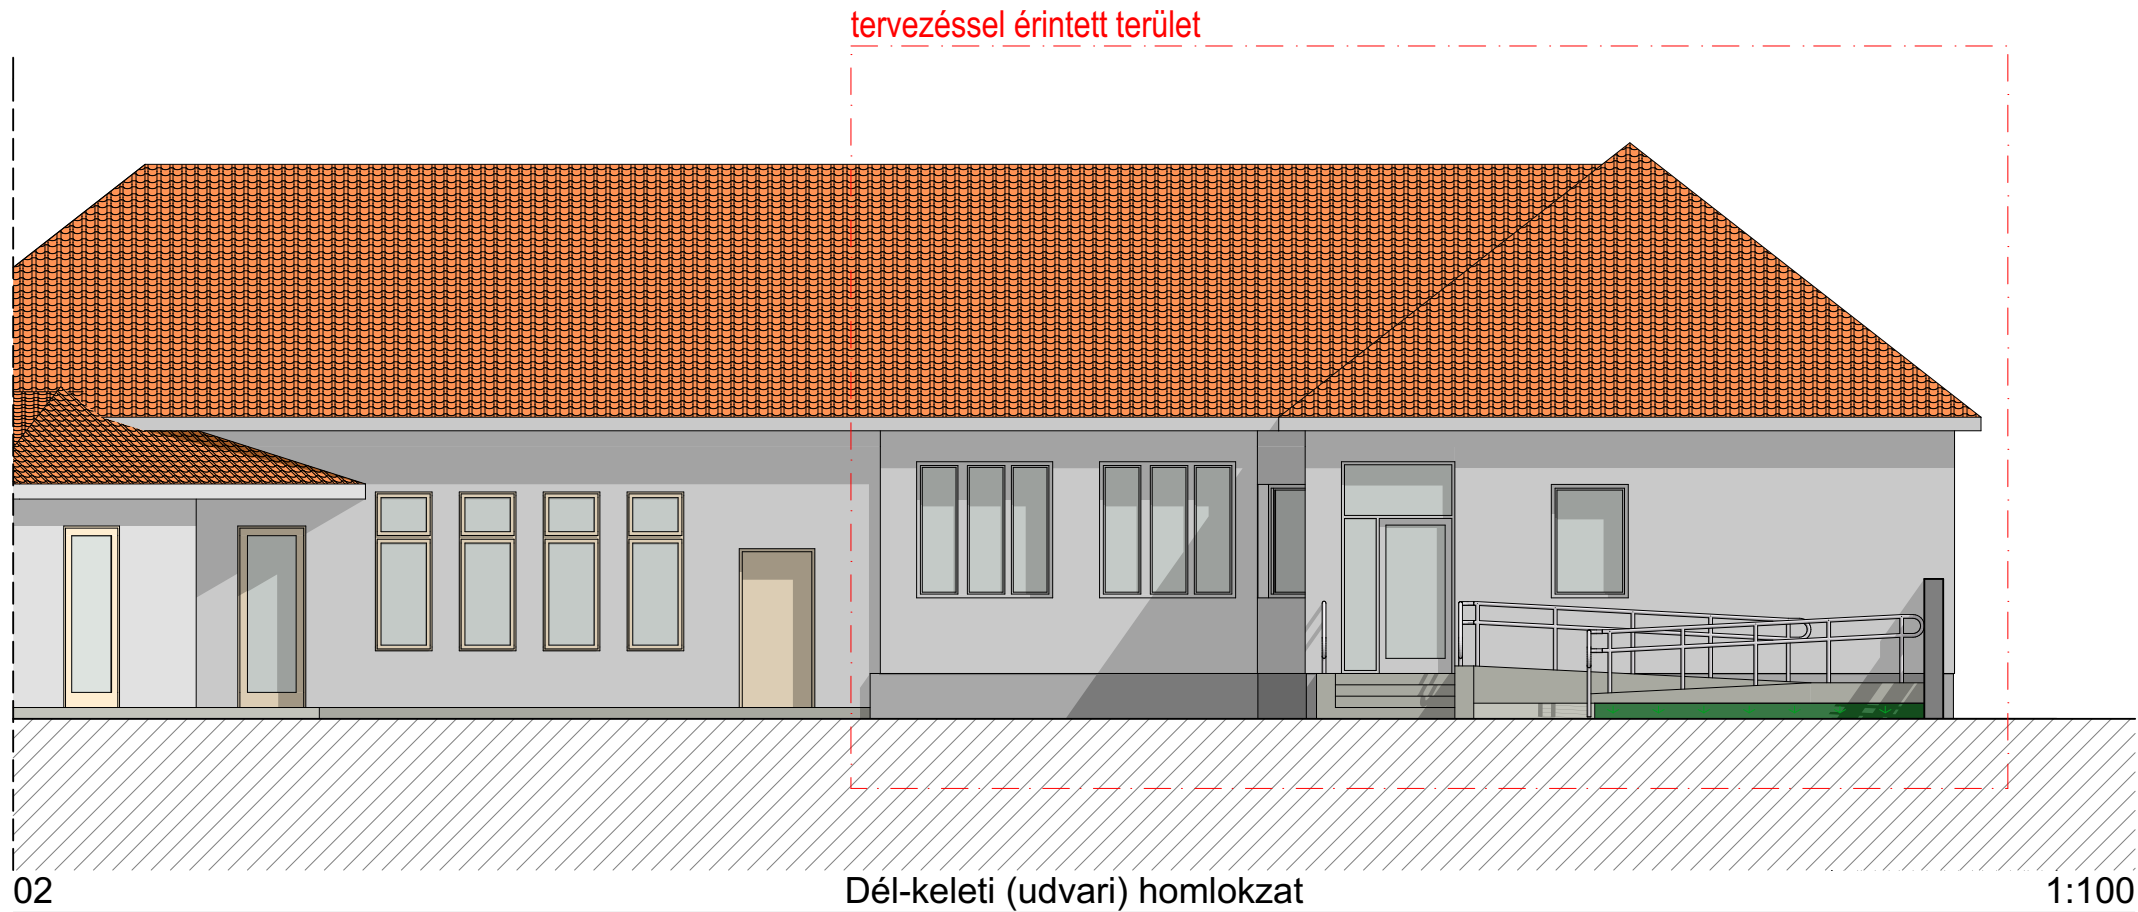 tervezéssel érintett terület
02
Dél-keleti (udvari) homlokzat
1:100